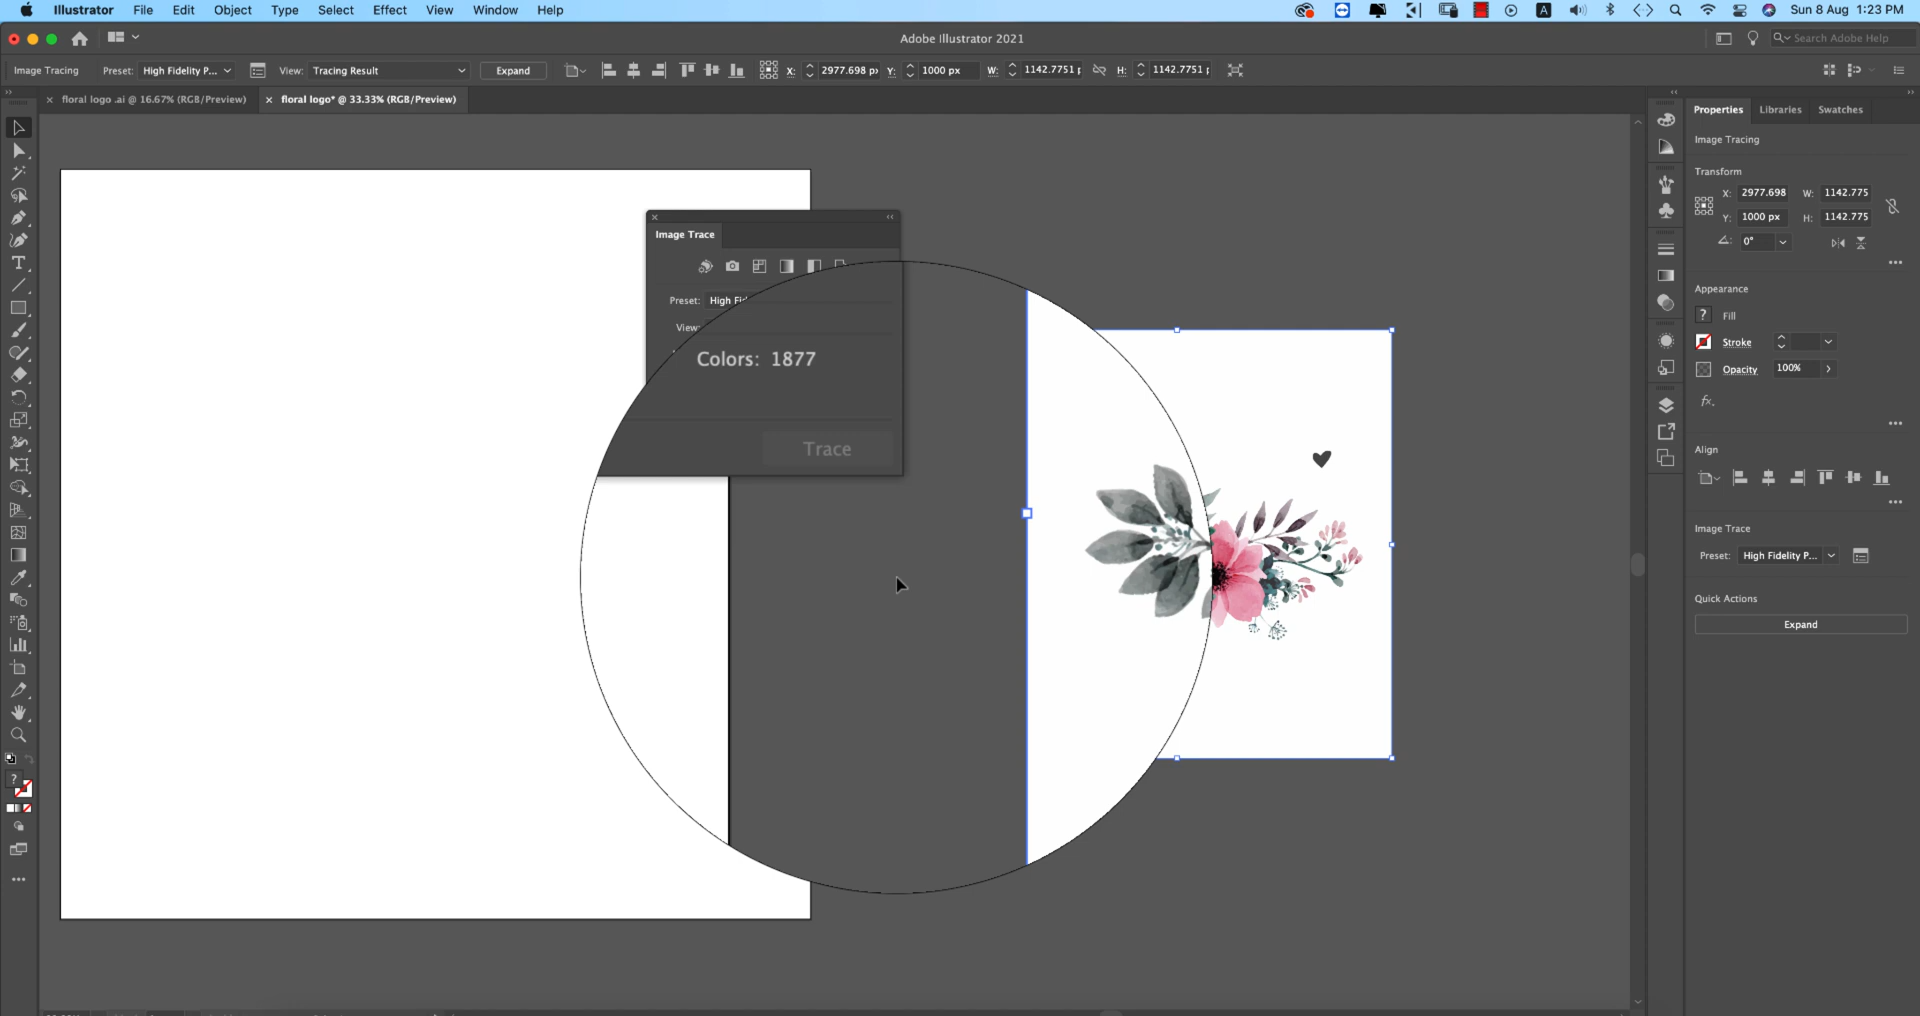 Illustrator File Edit Object Type Select Effect View Window Help
Sun 8 Aug 1:23 PM
Adobe Illustrator 2021
Search Adobe Help
Image Tracing Preset: High Fidelity P... View: Tracing Result Expand X: 2977.698 p Y: 1000 px W: 1142.7751 H: 1142.7751
floral logo .ai @ 16.67% (RGB/Preview) floral logo* @ 33.33% (RGB/Preview)
Image Trace
Preset: High Fid
View:
Colors: 1877
Trace
Properties Libraries Swatches
Image Tracing
Transform
X: 2977.698 W: 1142.775
Y: 1000 px H: 1142.775
0°
Appearance
? Fill
Stroke
Opacity 100%
fx.
Align
Image Trace
Preset: High Fidelity P...
Quick Actions
Expand